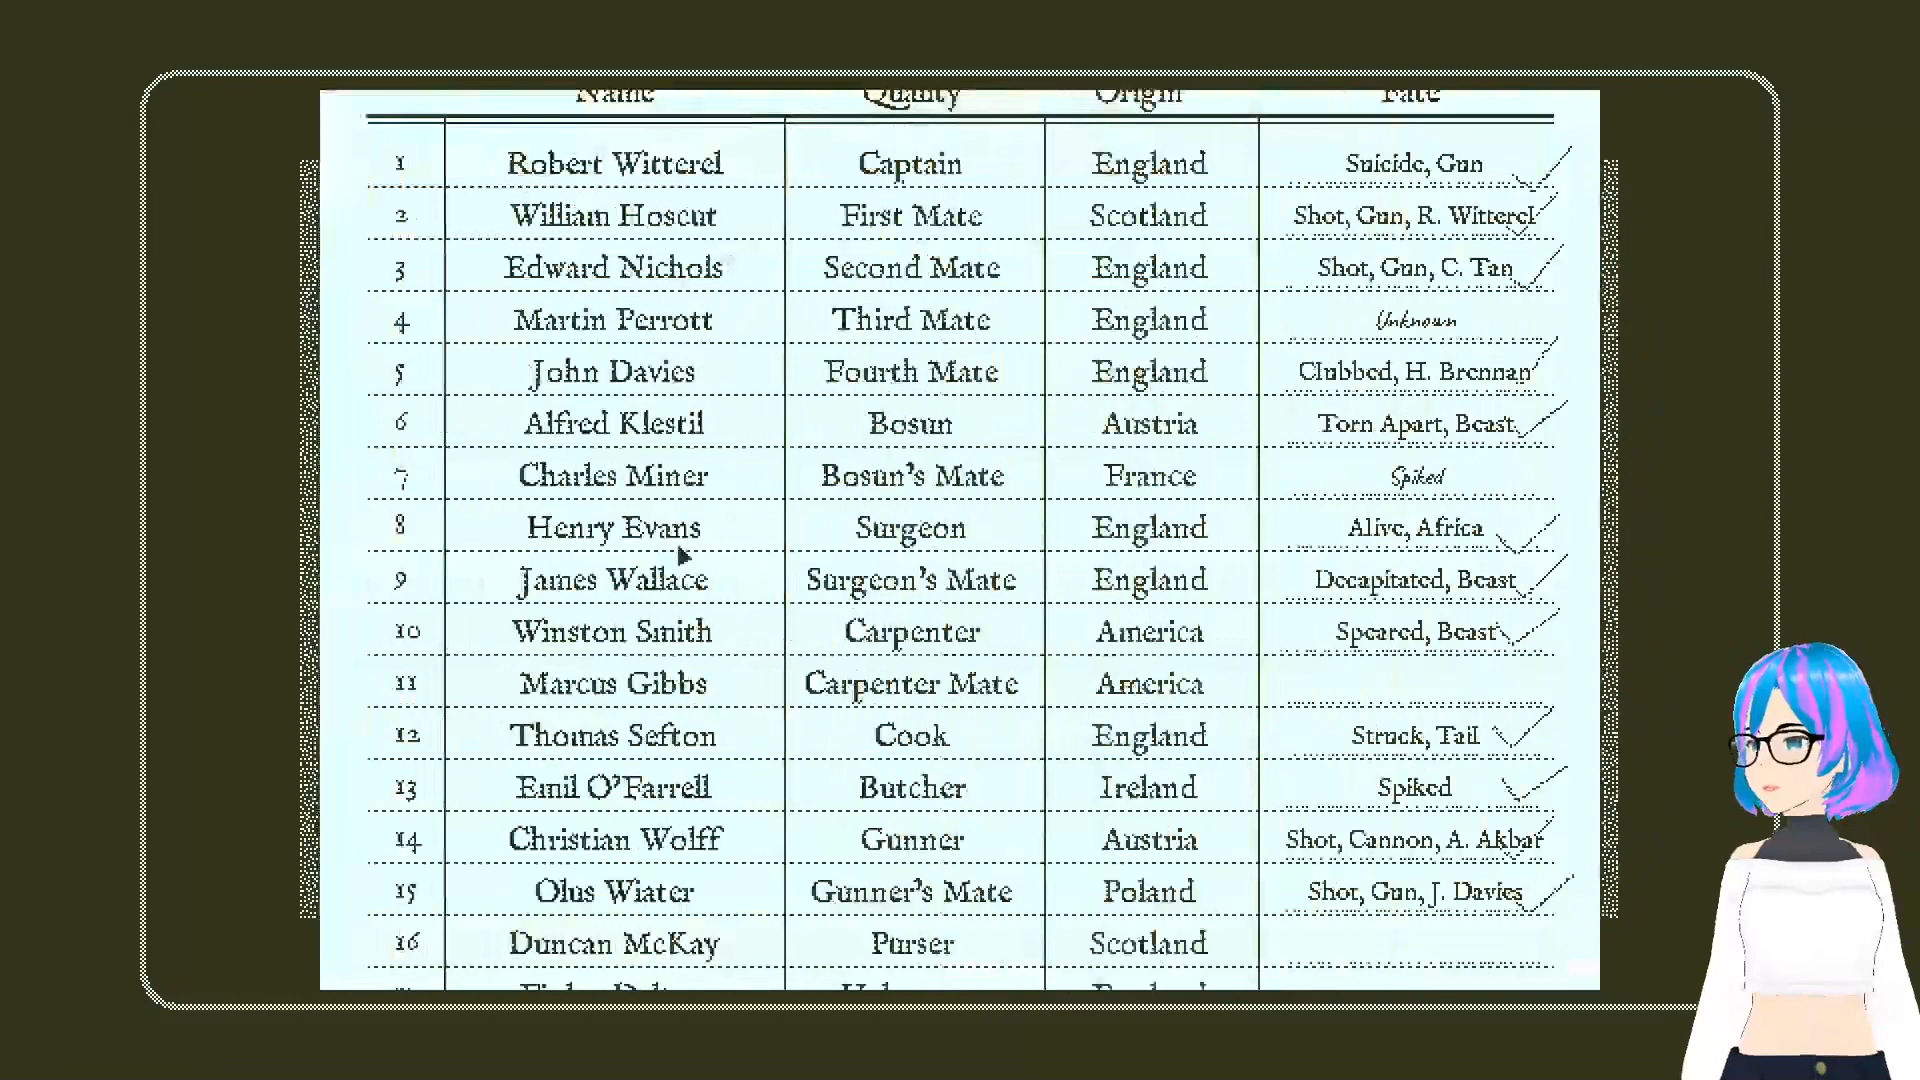 Name Quality Origin Fate
1 Robert Witterel Captain England Suicide, Gun
2 William Hoscut First Mate Scotland Shot, Gun, R. Witterel
3 Edward Nichols Second Mate England Shot, Gun, C. Tan
4 Martin Perrott Third Mate England Unknown
5 John Davies Fourth Mate England Clubbed, H. Brennan
6 Alfred Klestil Bosun Austria Torn Apart, Beast
7 Charles Miner Bosun's Mate France Spiked
8 Henry Evans Surgeon England Alive, Africa
9 James Wallace Surgeon's Mate England Decapitated, Beast
10 Winston Smith Carpenter America Speared, Beast
11 Marcus Gibbs Carpenter Mate America
12 Thomas Sefton Cook England Struck, Tail
13 Emil O'Farrell Butcher Ireland Spiked
14 Christian Wolff Gunner Austria Shot, Cannon, A. Akbar
15 Olus Wiater Gunner's Mate Poland Shot, Gun, J. Davies
16 Duncan McKay Purser Scotland